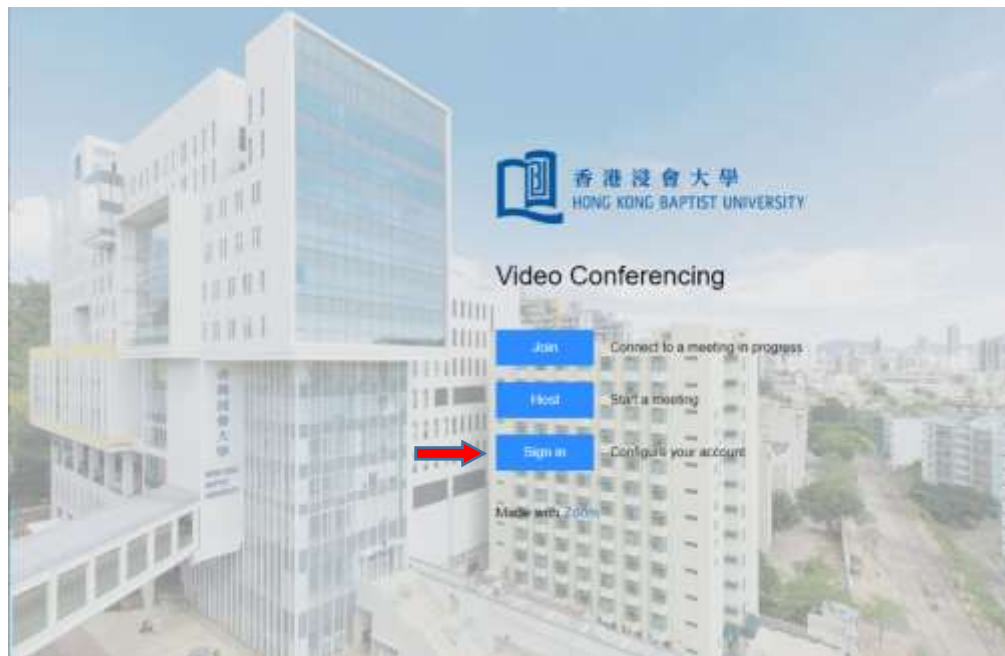 香港浸會大學
HONG KONG BAPTIST UNIVERSITY
Video Conferencing
Join
Connect to a meeting in progress
Host
Start a meeting
Sign in
Configure your account
Made with Zoom